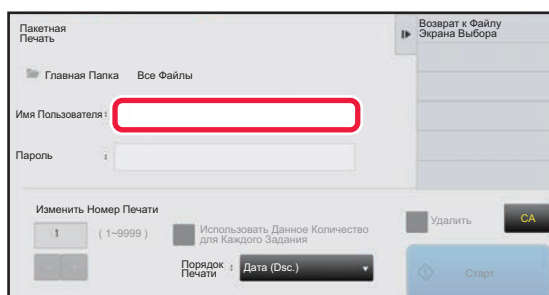 Пакетная
Печать
Возврат к Файлу
Экрана Выбора
Главная Папка Все Файлы
Имя Пользователя :
Пароль :
Изменить Номер Печати
1 ( 1~9999 )
Использовать Данное Количество
для Каждого Задания
Удалить
CA
Порядок
Печати : Дата (Dsc.)
Старт